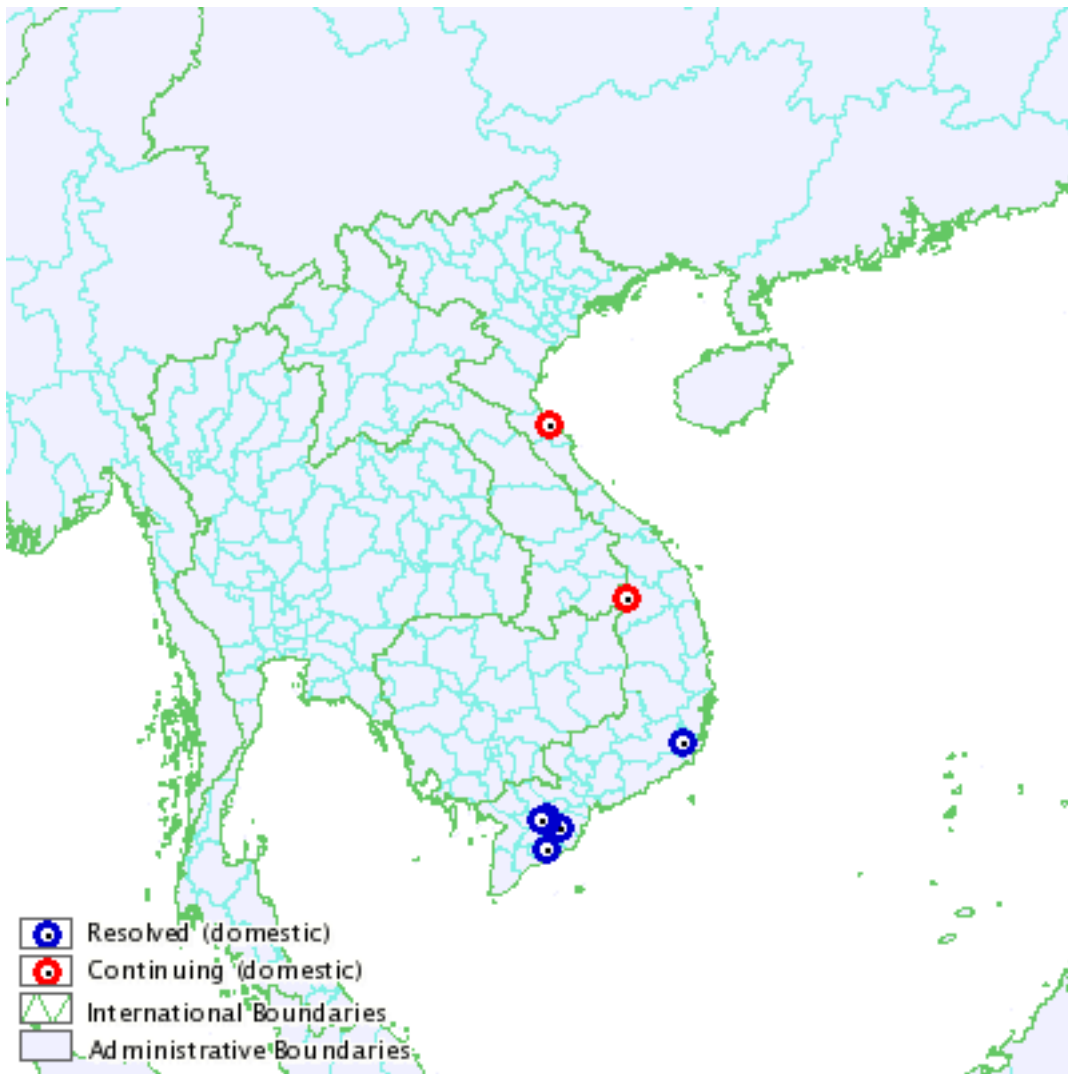 Resolved (domestic)
Continuing (domestic)
International Boundaries
Administrative Boundaries